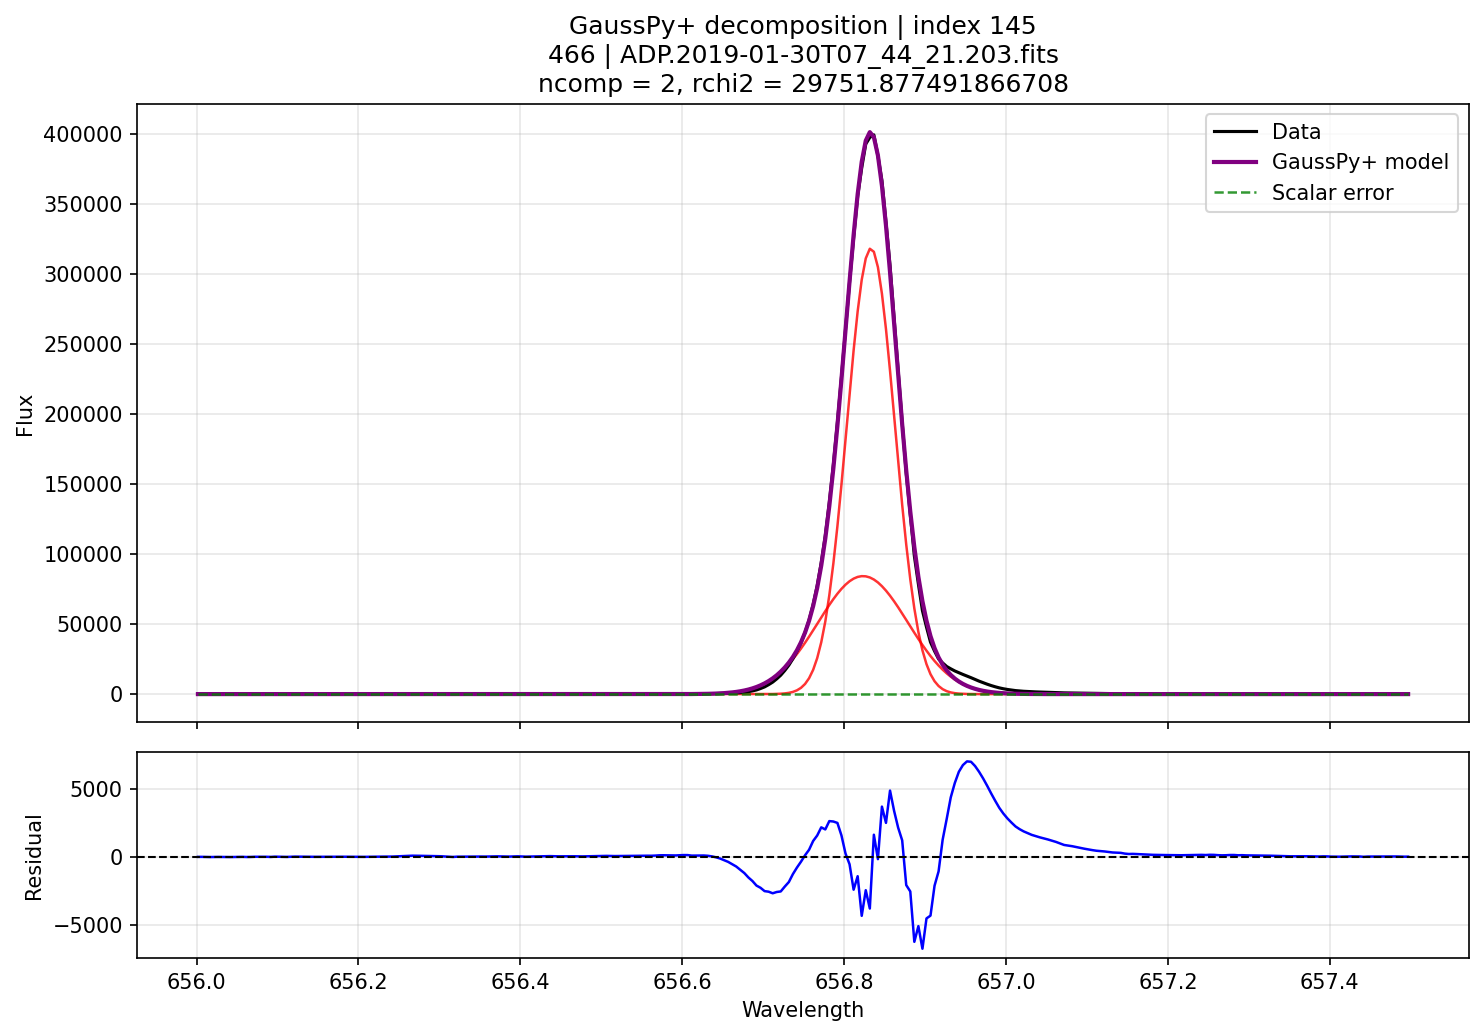 GaussPy+ decomposition | index 145
466 | ADP.2019-01-30T07_44_21.203.fits
ncomp = 2, rchi2 = 29751.877491866708
Data
GaussPy+ model
Scalar error
400000
350000
300000
250000
200000
150000
100000
50000
0
Flux
5000
0
−5000
Residual
656.0
656.2
656.4
656.6
656.8
657.0
657.2
657.4
Wavelength